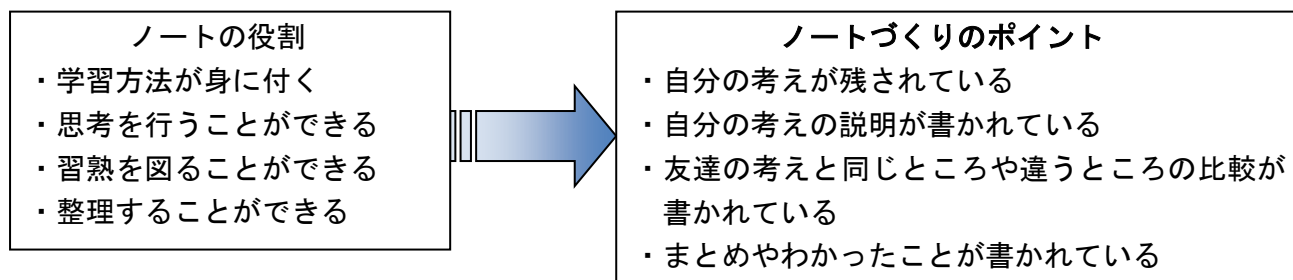 ノートの役割
・学習方法が身に付く
・思考を行うことができる
・習熟を図ることができる
・整理することができる
ノートづくりのポイント
・自分の考えが残されている
・自分の考えの説明が書かれている
・友達の考えと同じところや違うところの比較が
書かれている
・まとめやわかったことが書かれている